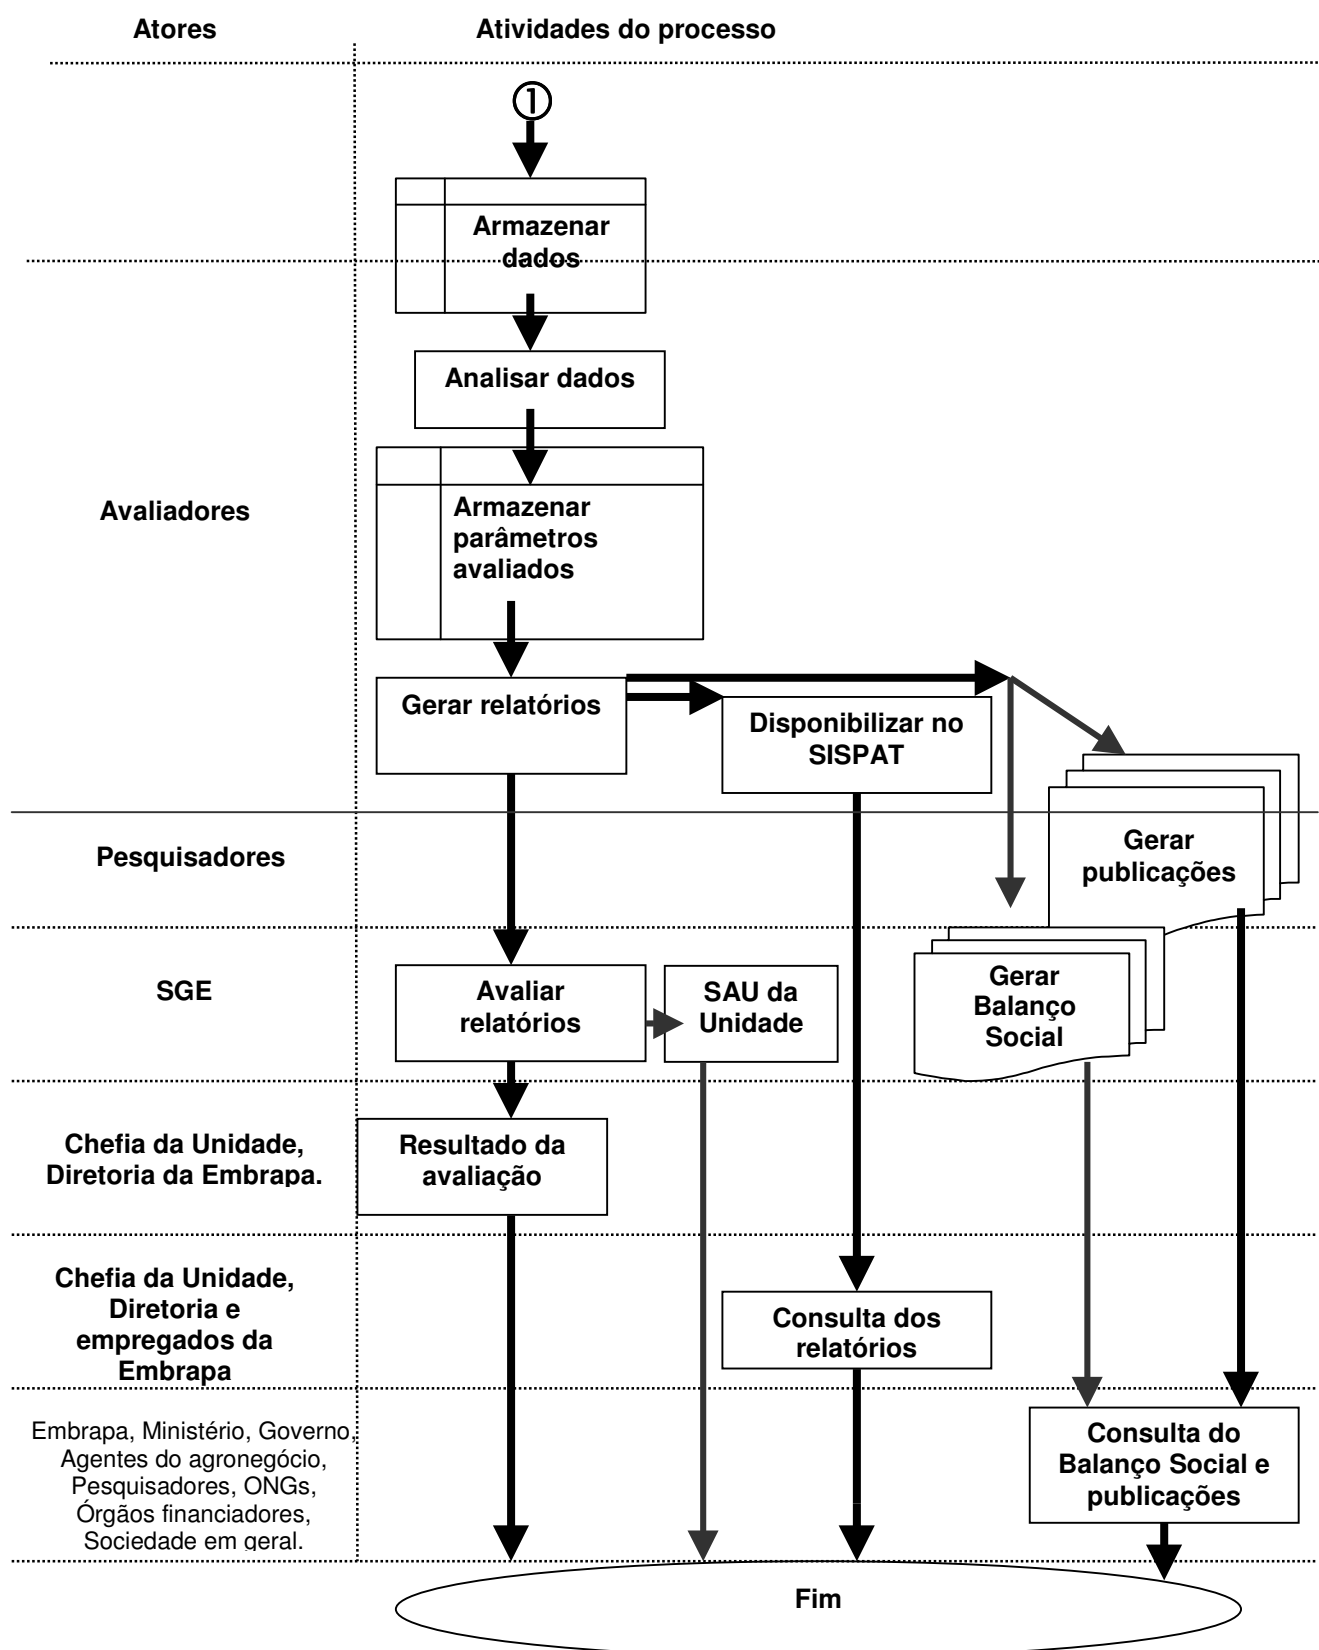 Atores
Atividades do processo
①
Armazenar
dados
Analisar dados
Avaliadores
Armazenar
parâmetros
avaliados
Gerar relatórios
Disponibilizar no
SISPAT
Pesquisadores
Gerar
publicações
SGE
Avaliar
relatórios
SAU da
Unidade
Gerar
Balanço
Social
Chefia da Unidade,
Diretoria da Embrapa.
Resultado da
avaliação
Chefia da Unidade,
Diretoria e
empregados da
Embrapa
Consulta dos
relatórios
Embrapa, Ministério, Governo,
Agentes do agronegócio,
Pesquisadores, ONGs,
Órgãos financiadores,
Sociedade em geral.
Consulta do
Balanço Social e
publicações
Fim